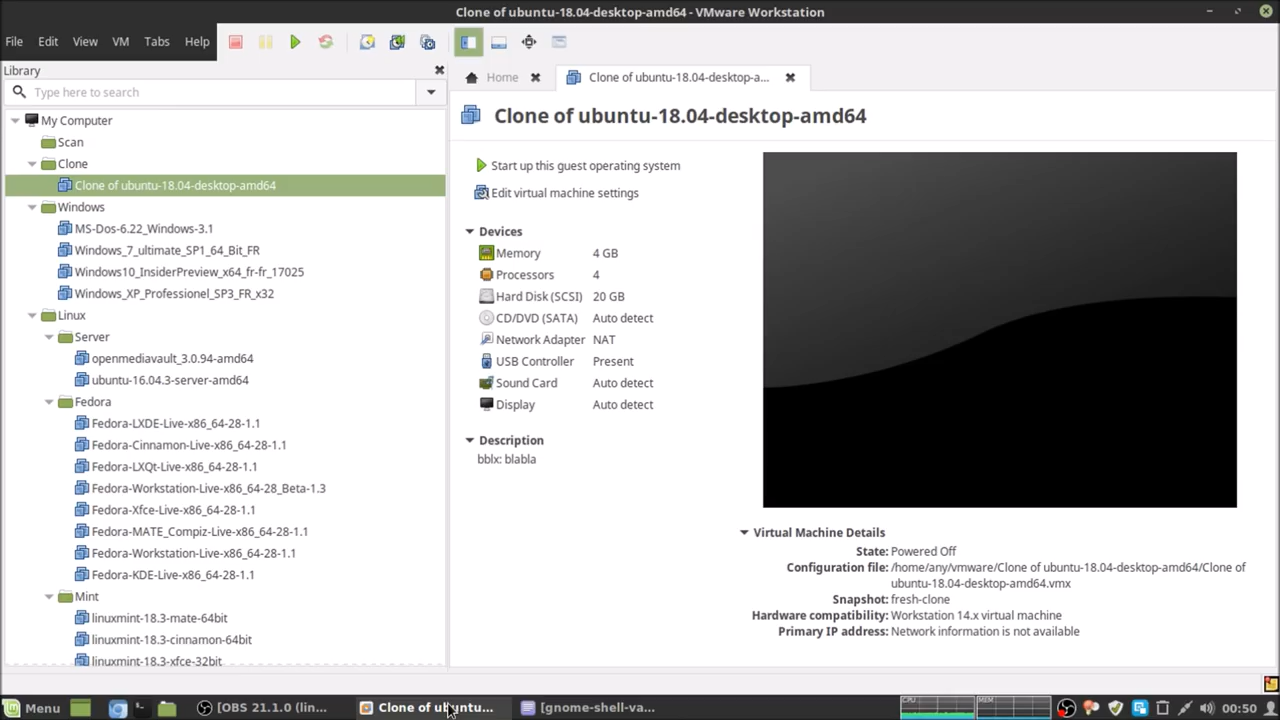 Clone of ubuntu-18.04-desktop-amd64 - VMware Workstation
File Edit View VM Tabs Help
Library
Type here to search
My Computer
Scan
Clone
Clone of ubuntu-18.04-desktop-amd64
Windows
MS-Dos-6.22_Windows-3.1
Windows_7_ultimate_SP1_64_Bit_FR
Windows10_InsiderPreview_x64_fr-fr_17025
Windows_XP_Professionel_SP3_FR_x32
Linux
Server
openmediavault_3.0.94-amd64
ubuntu-16.04.3-server-amd64
Fedora
Fedora-LXDE-Live-x86_64-28-1.1
Fedora-Cinnamon-Live-x86_64-28-1.1
Fedora-LXQt-Live-x86_64-28-1.1
Fedora-Workstation-Live-x86_64-28_Beta-1.3
Fedora-Xfce-Live-x86_64-28-1.1
Fedora-MATE_Compiz-Live-x86_64-28-1.1
Fedora-Workstation-Live-x86_64-28-1.1
Fedora-KDE-Live-x86_64-28-1.1
Mint
linuxmint-18.3-mate-64bit
linuxmint-18.3-cinnamon-64bit
linuxmint-18.3-xfce-32bit
Home
Clone of ubuntu-18.04-desktop-a...
Clone of ubuntu-18.04-desktop-amd64
Start up this guest operating system
Edit virtual machine settings
Devices
Memory 4 GB
Processors 4
Hard Disk (SCSI) 20 GB
CD/DVD (SATA) Auto detect
Network Adapter NAT
USB Controller Present
Sound Card Auto detect
Display Auto detect
Description
bblx: blabla
Virtual Machine Details
State: Powered Off
Configuration file: /home/any/vmware/Clone of ubuntu-18.04-desktop-amd64/Clone of
ubuntu-18.04-desktop-amd64.vmx
Snapshot: fresh-clone
Hardware compatibility: Workstation 14.x virtual machine
Primary IP address: Network information is not available
Menu
[OBS 21.1.0 (lin...
Clone of ubuntu...
[gnome-shell-va...
CPU
MEM
00:50